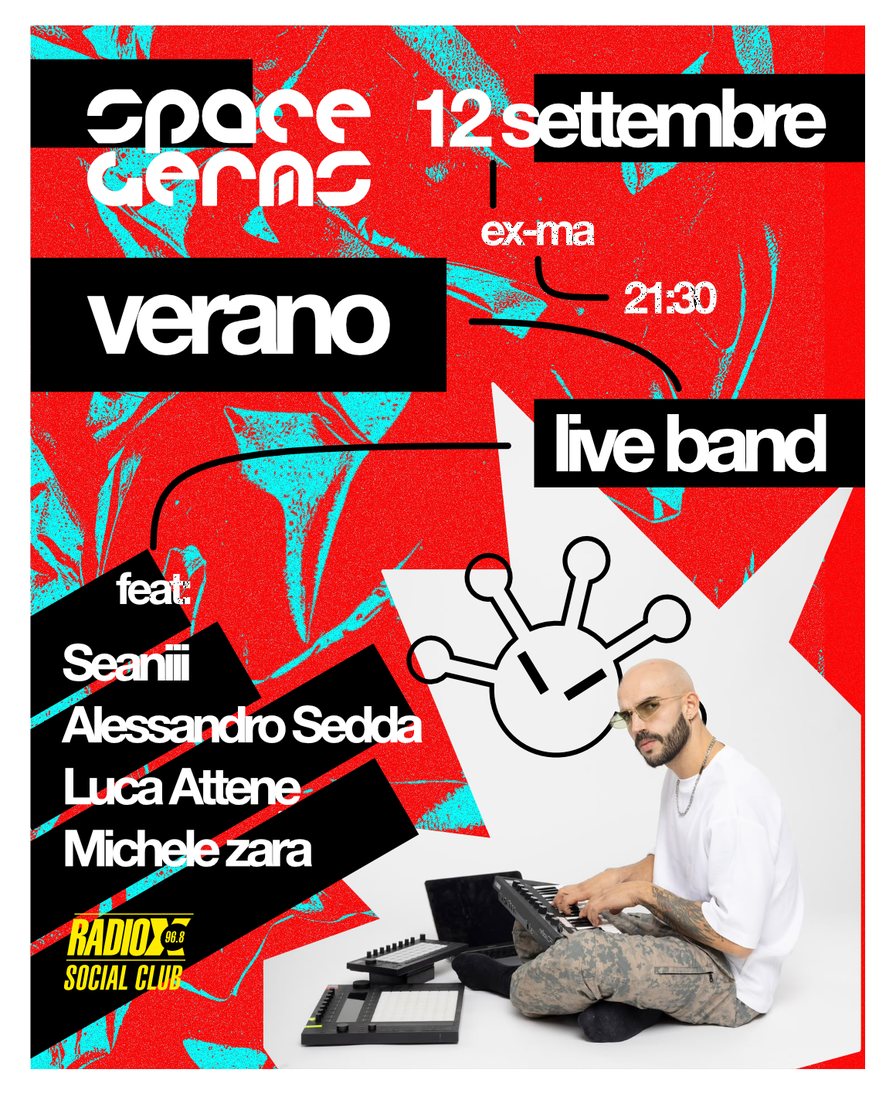 space
Germs
12 settembre
ex-ma
21:30
verano
live band
feat:
Seaniii
Alessandro Sedda
Luca Attene
Michele zara
RADIO X 96.8
SOCIAL CLUB